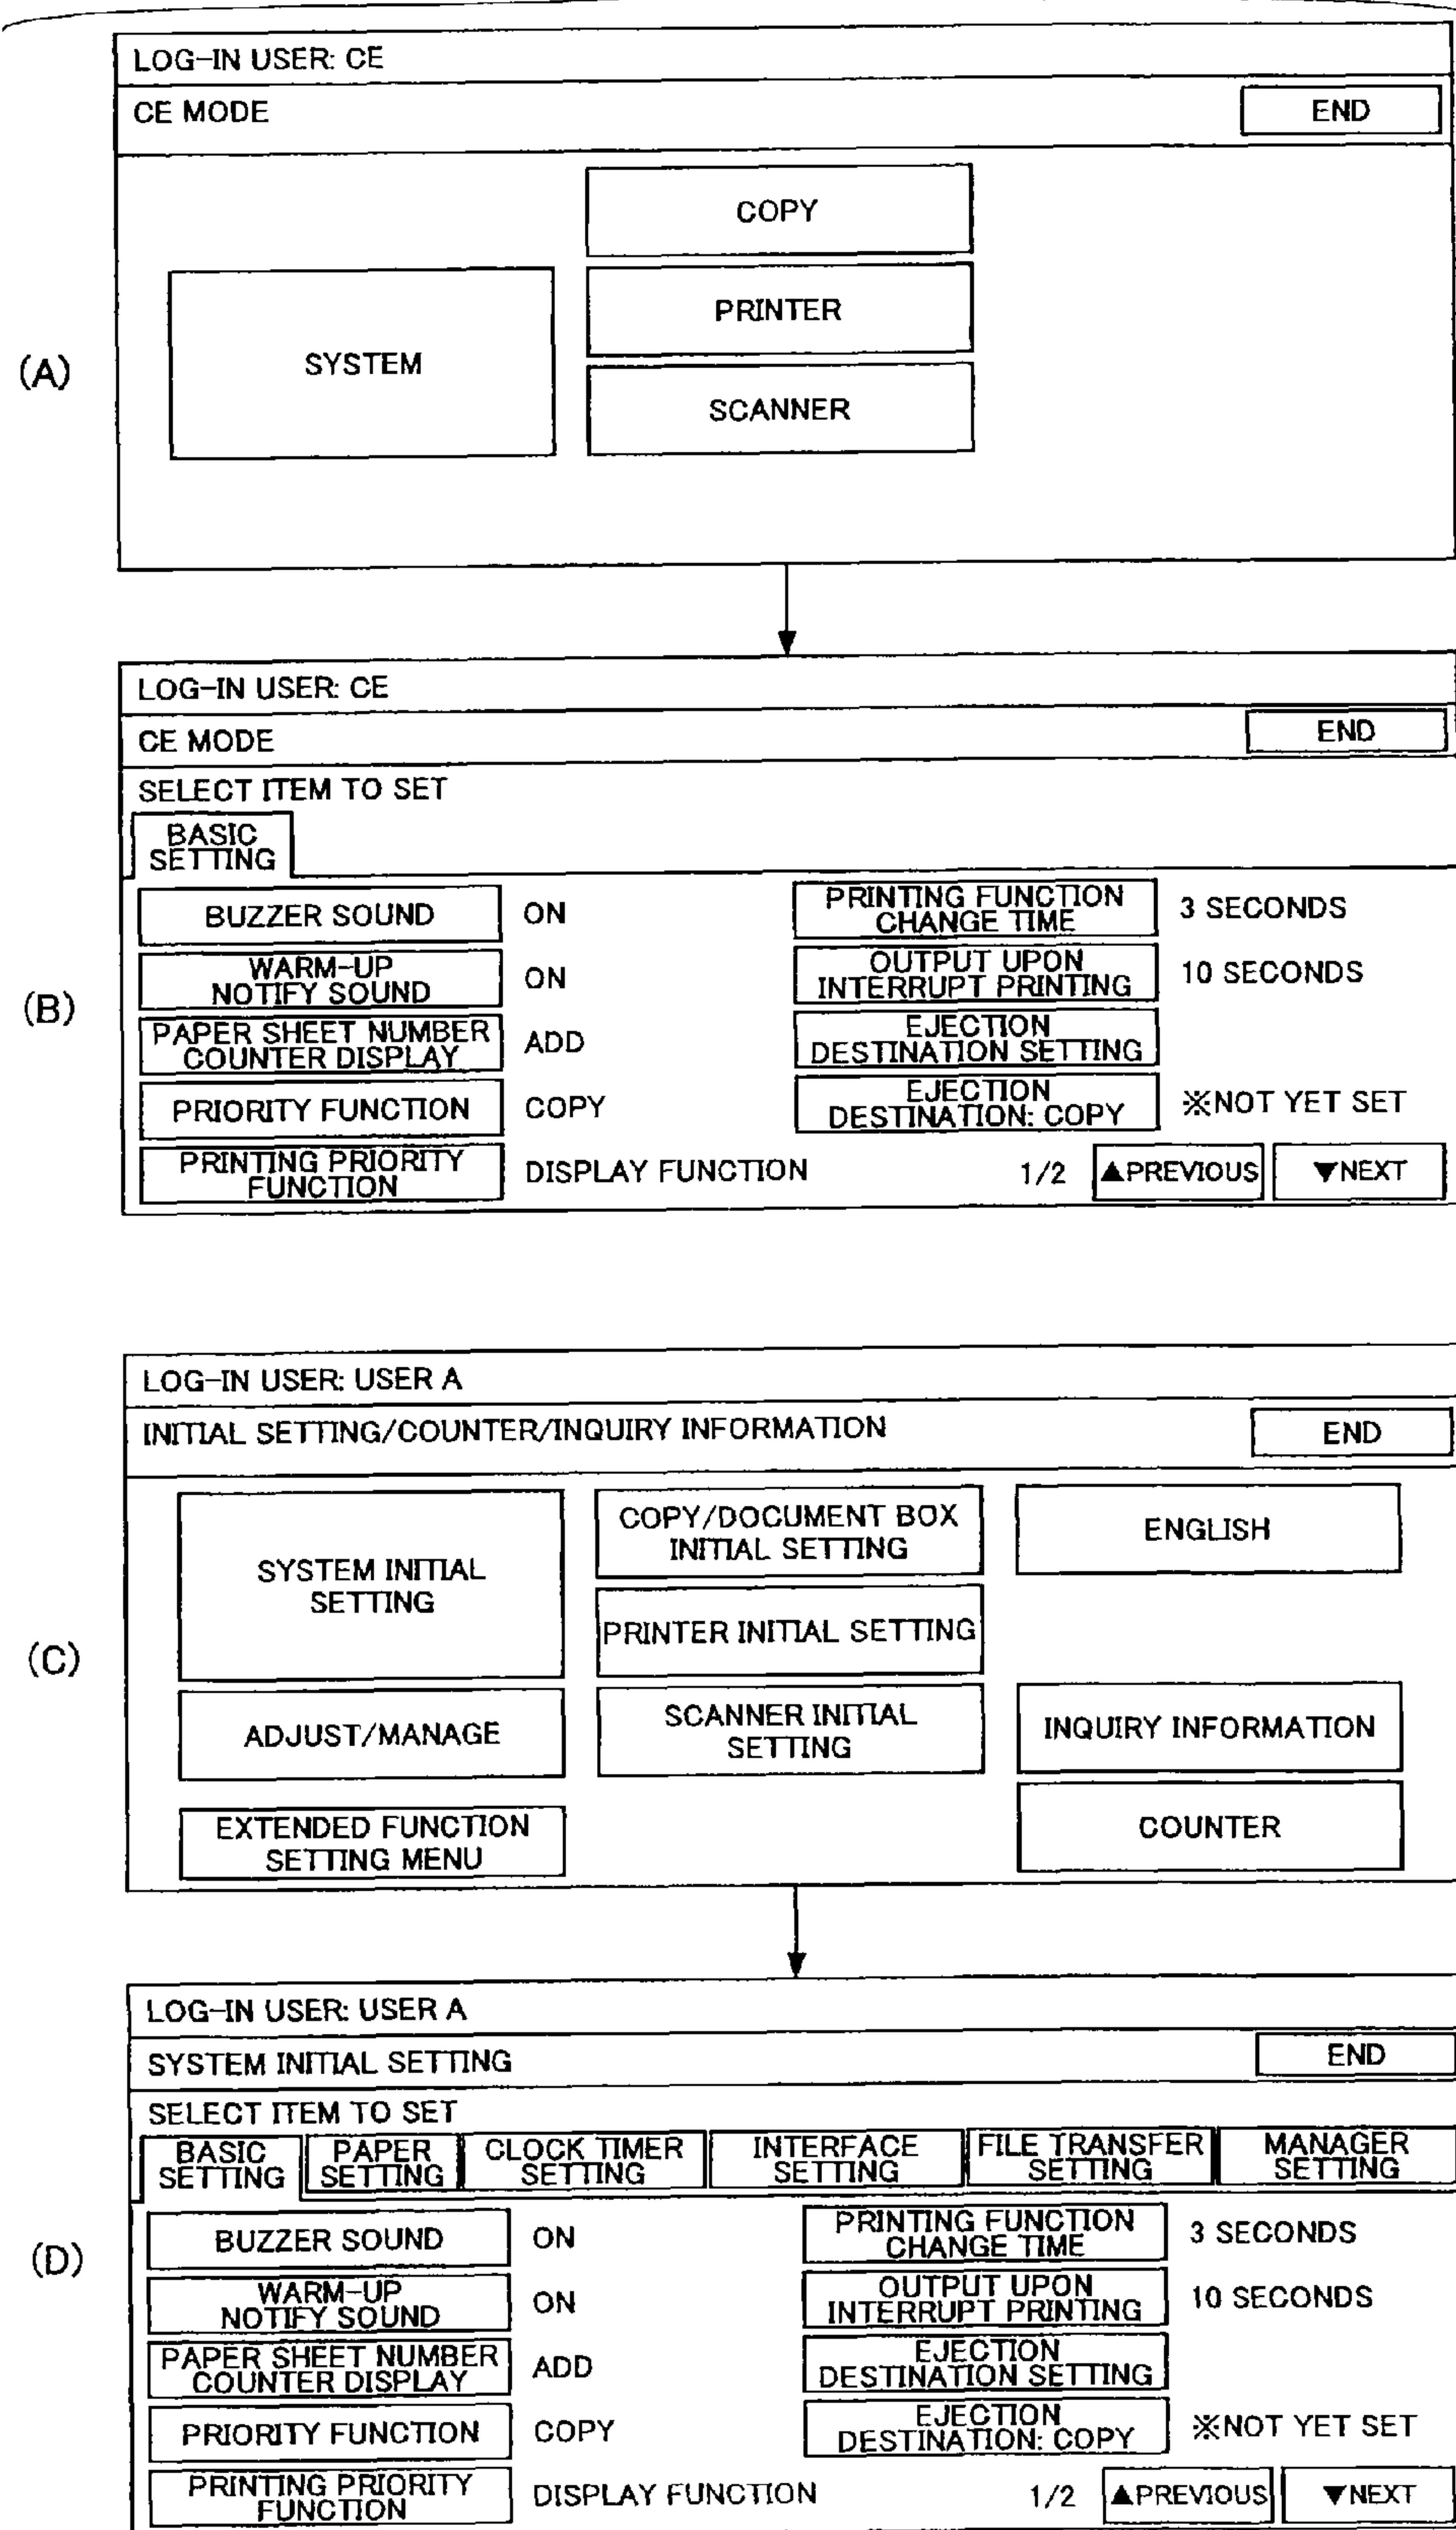 LOG-IN USER: CE
CE MODE
END
COPY
PRINTER
SYSTEM
SCANNER
(A)
LOG-IN USER: CE
CE MODE
END
SELECT ITEM TO SET
BASIC
SETTING
BUZZER SOUND
ON
PRINTING FUNCTION
CHANGE TIME
3 SECONDS
WARM-UP
NOTIFY SOUND
ON
OUTPUT UPON
INTERRUPT PRINTING
10 SECONDS
(B)
PAPER SHEET NUMBER
COUNTER DISPLAY
ADD
EJECTION
DESTINATION SETTING
PRIORITY FUNCTION
COPY
EJECTION
DESTINATION: COPY
※NOT YET SET
PRINTING PRIORITY
FUNCTION
DISPLAY FUNCTION
1/2
▲PREVIOUS
▼NEXT
LOG-IN USER: USER A
INITIAL SETTING/COUNTER/INQUIRY INFORMATION
END
SYSTEM INITIAL
SETTING
COPY/DOCUMENT BOX
INITIAL SETTING
ENGLISH
PRINTER INITIAL SETTING
(C)
ADJUST/MANAGE
SCANNER INITIAL
SETTING
INQUIRY INFORMATION
EXTENDED FUNCTION
SETTING MENU
COUNTER
LOG-IN USER: USER A
SYSTEM INITIAL SETTING
END
SELECT ITEM TO SET
BASIC
SETTING
PAPER
SETTING
CLOCK TIMER
SETTING
INTERFACE
SETTING
FILE TRANSFER
SETTING
MANAGER
SETTING
BUZZER SOUND
ON
PRINTING FUNCTION
CHANGE TIME
3 SECONDS
(D)
WARM-UP
NOTIFY SOUND
ON
OUTPUT UPON
INTERRUPT PRINTING
10 SECONDS
PAPER SHEET NUMBER
COUNTER DISPLAY
ADD
EJECTION
DESTINATION SETTING
PRIORITY FUNCTION
COPY
EJECTION
DESTINATION: COPY
※NOT YET SET
PRINTING PRIORITY
FUNCTION
DISPLAY FUNCTION
1/2
▲PREVIOUS
▼NEXT